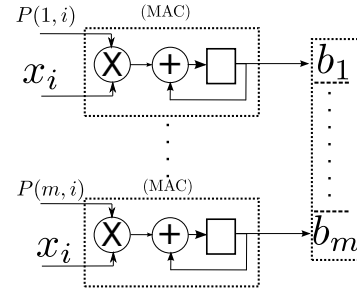 (MAC)
P(1, i)
X
+
x_i
b_1
(MAC)
P(m, i)
X
+
x_i
b_m